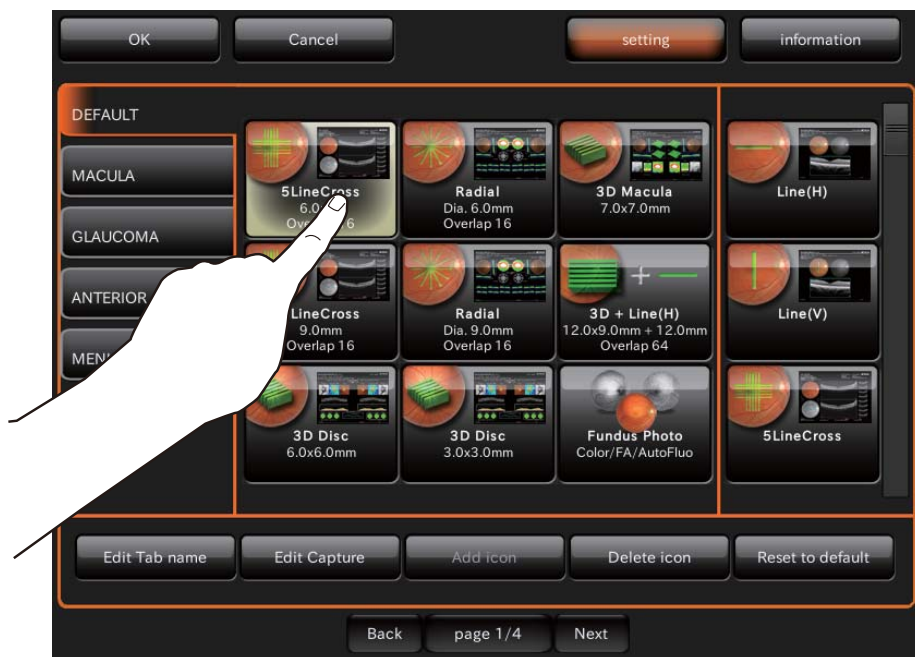 OK
Cancel
setting
information
DEFAULT
MACULA
GLAUCOMA
ANTERIOR
5LineCross
6.0
6
Radial
Dia. 6.0mm
Overlap 16
3D Macula
7.0x7.0mm
Line(H)
LineCross
9.0mm
Overlap 16
Radial
Dia. 9.0mm
Overlap 16
3D + Line(H)
12.0x9.0mm + 12.0mm
Overlap 64
Line(V)
3D Disc
6.0x6.0mm
3D Disc
3.0x3.0mm
Fundus Photo
Color/FA/AutoFluo
5LineCross
Edit Tab name
Edit Capture
Add icon
Delete icon
Reset to default
Back
page 1/4
Next